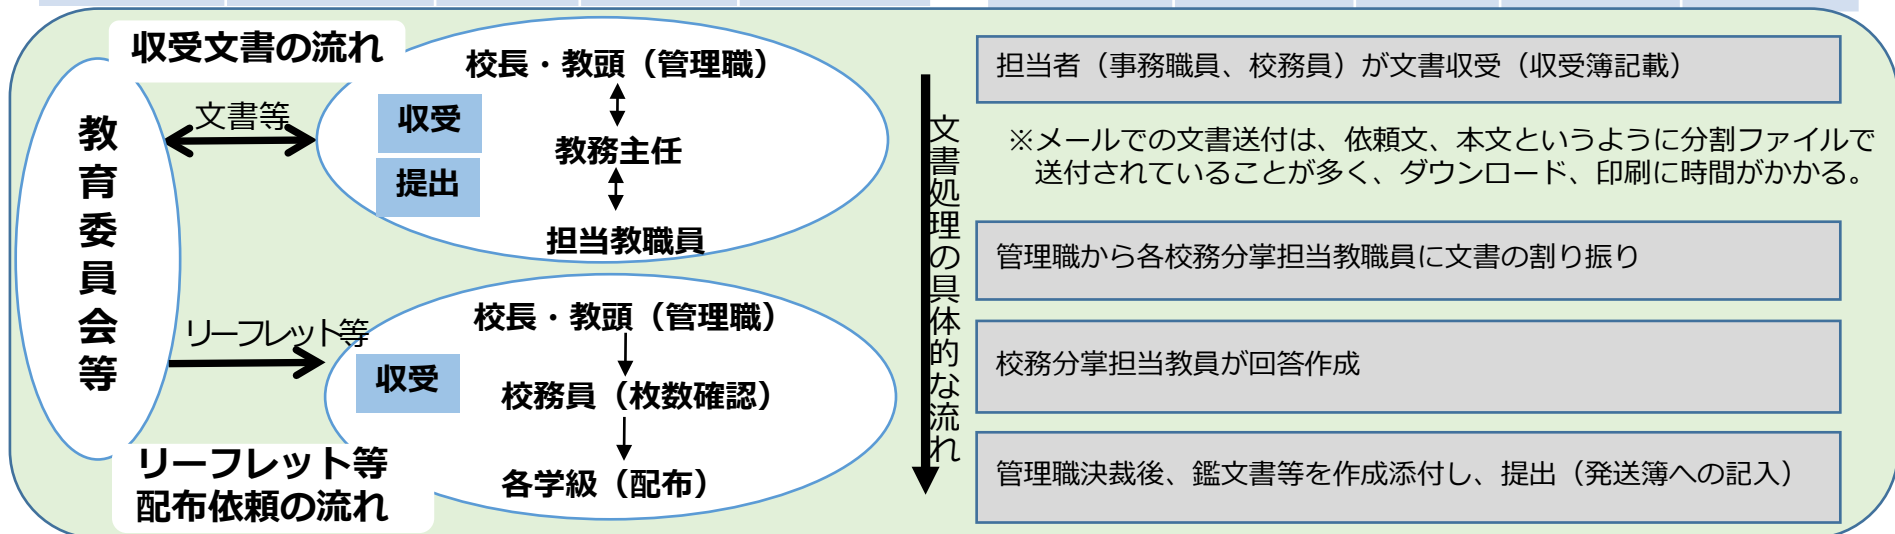 収受文書の流れ
教育委員会等
文書等
校長・教頭（管理職）
収受
教務主任
提出
担当教職員
リーフレット等
校長・教頭（管理職）
収受
校務員（枚数確認）
各学級（配布）
リーフレット等
配布依頼の流れ
文書処理の具体的な流れ
担当者（事務職員、校務員）が文書収受（収受簿記載）
※メールでの文書送付は、依頼文、本文というように分割ファイルで
送付されていることが多く、ダウンロード、印刷に時間がかかる。
管理職から各校務分掌担当教職員に文書の割り振り
校務分掌担当教員が回答作成
管理職決裁後、鑑文書等を作成添付し、提出（発送簿への記入）